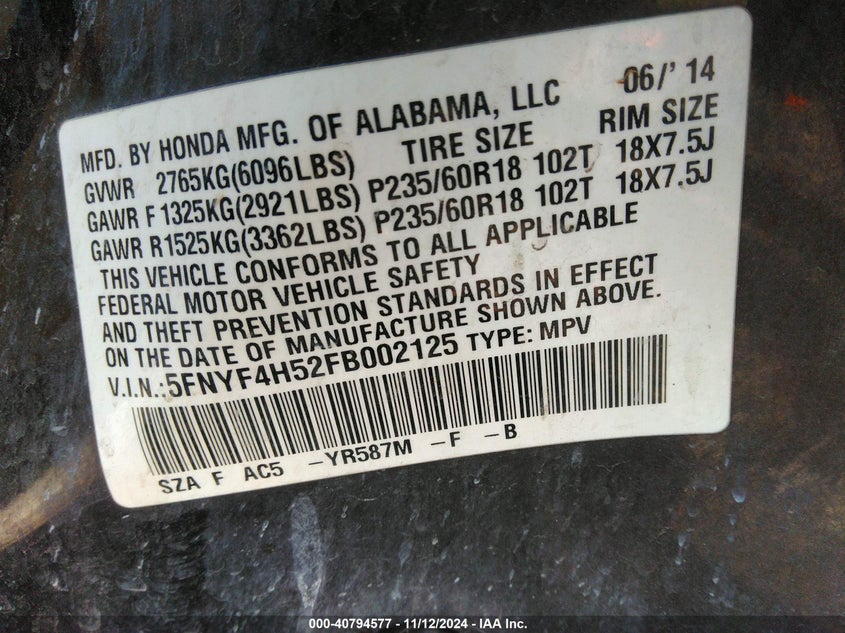 MFD. BY HONDA MFG. OF ALABAMA, LLC 06/'14
GVWR 2765KG(6096LBS) TIRE SIZE RIM SIZE
GAWR F1325KG(2921LBS) P235/60R18 102T 18X7.5J
GAWR R1525KG(3362LBS) P235/60R18 102T 18X7.5J
THIS VEHICLE CONFORMS TO ALL APPLICABLE
FEDERAL MOTOR VEHICLE SAFETY
AND THEFT PREVENTION STANDARDS IN EFFECT
ON THE DATE OF MANUFACTURE SHOWN ABOVE.
V.I.N.:5FNYF4H52FB002125 TYPE: MPV
SZA F AC5 -YR587M -F -B
000-40794577 - 11/12/2024 - IAA Inc.